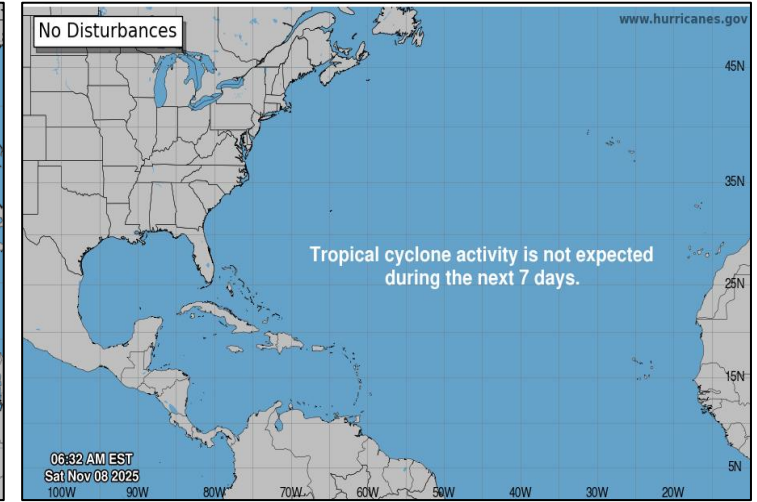 No Disturbances
www.hurricanes.gov
45N
35N
Tropical cyclone activity is not expected
during the next 7 days.
25N
15N
06:32 AM EST
Sat Nov 08 2025
5N
100W 90W 80W 70W 60W 50W 40W 30W 20W